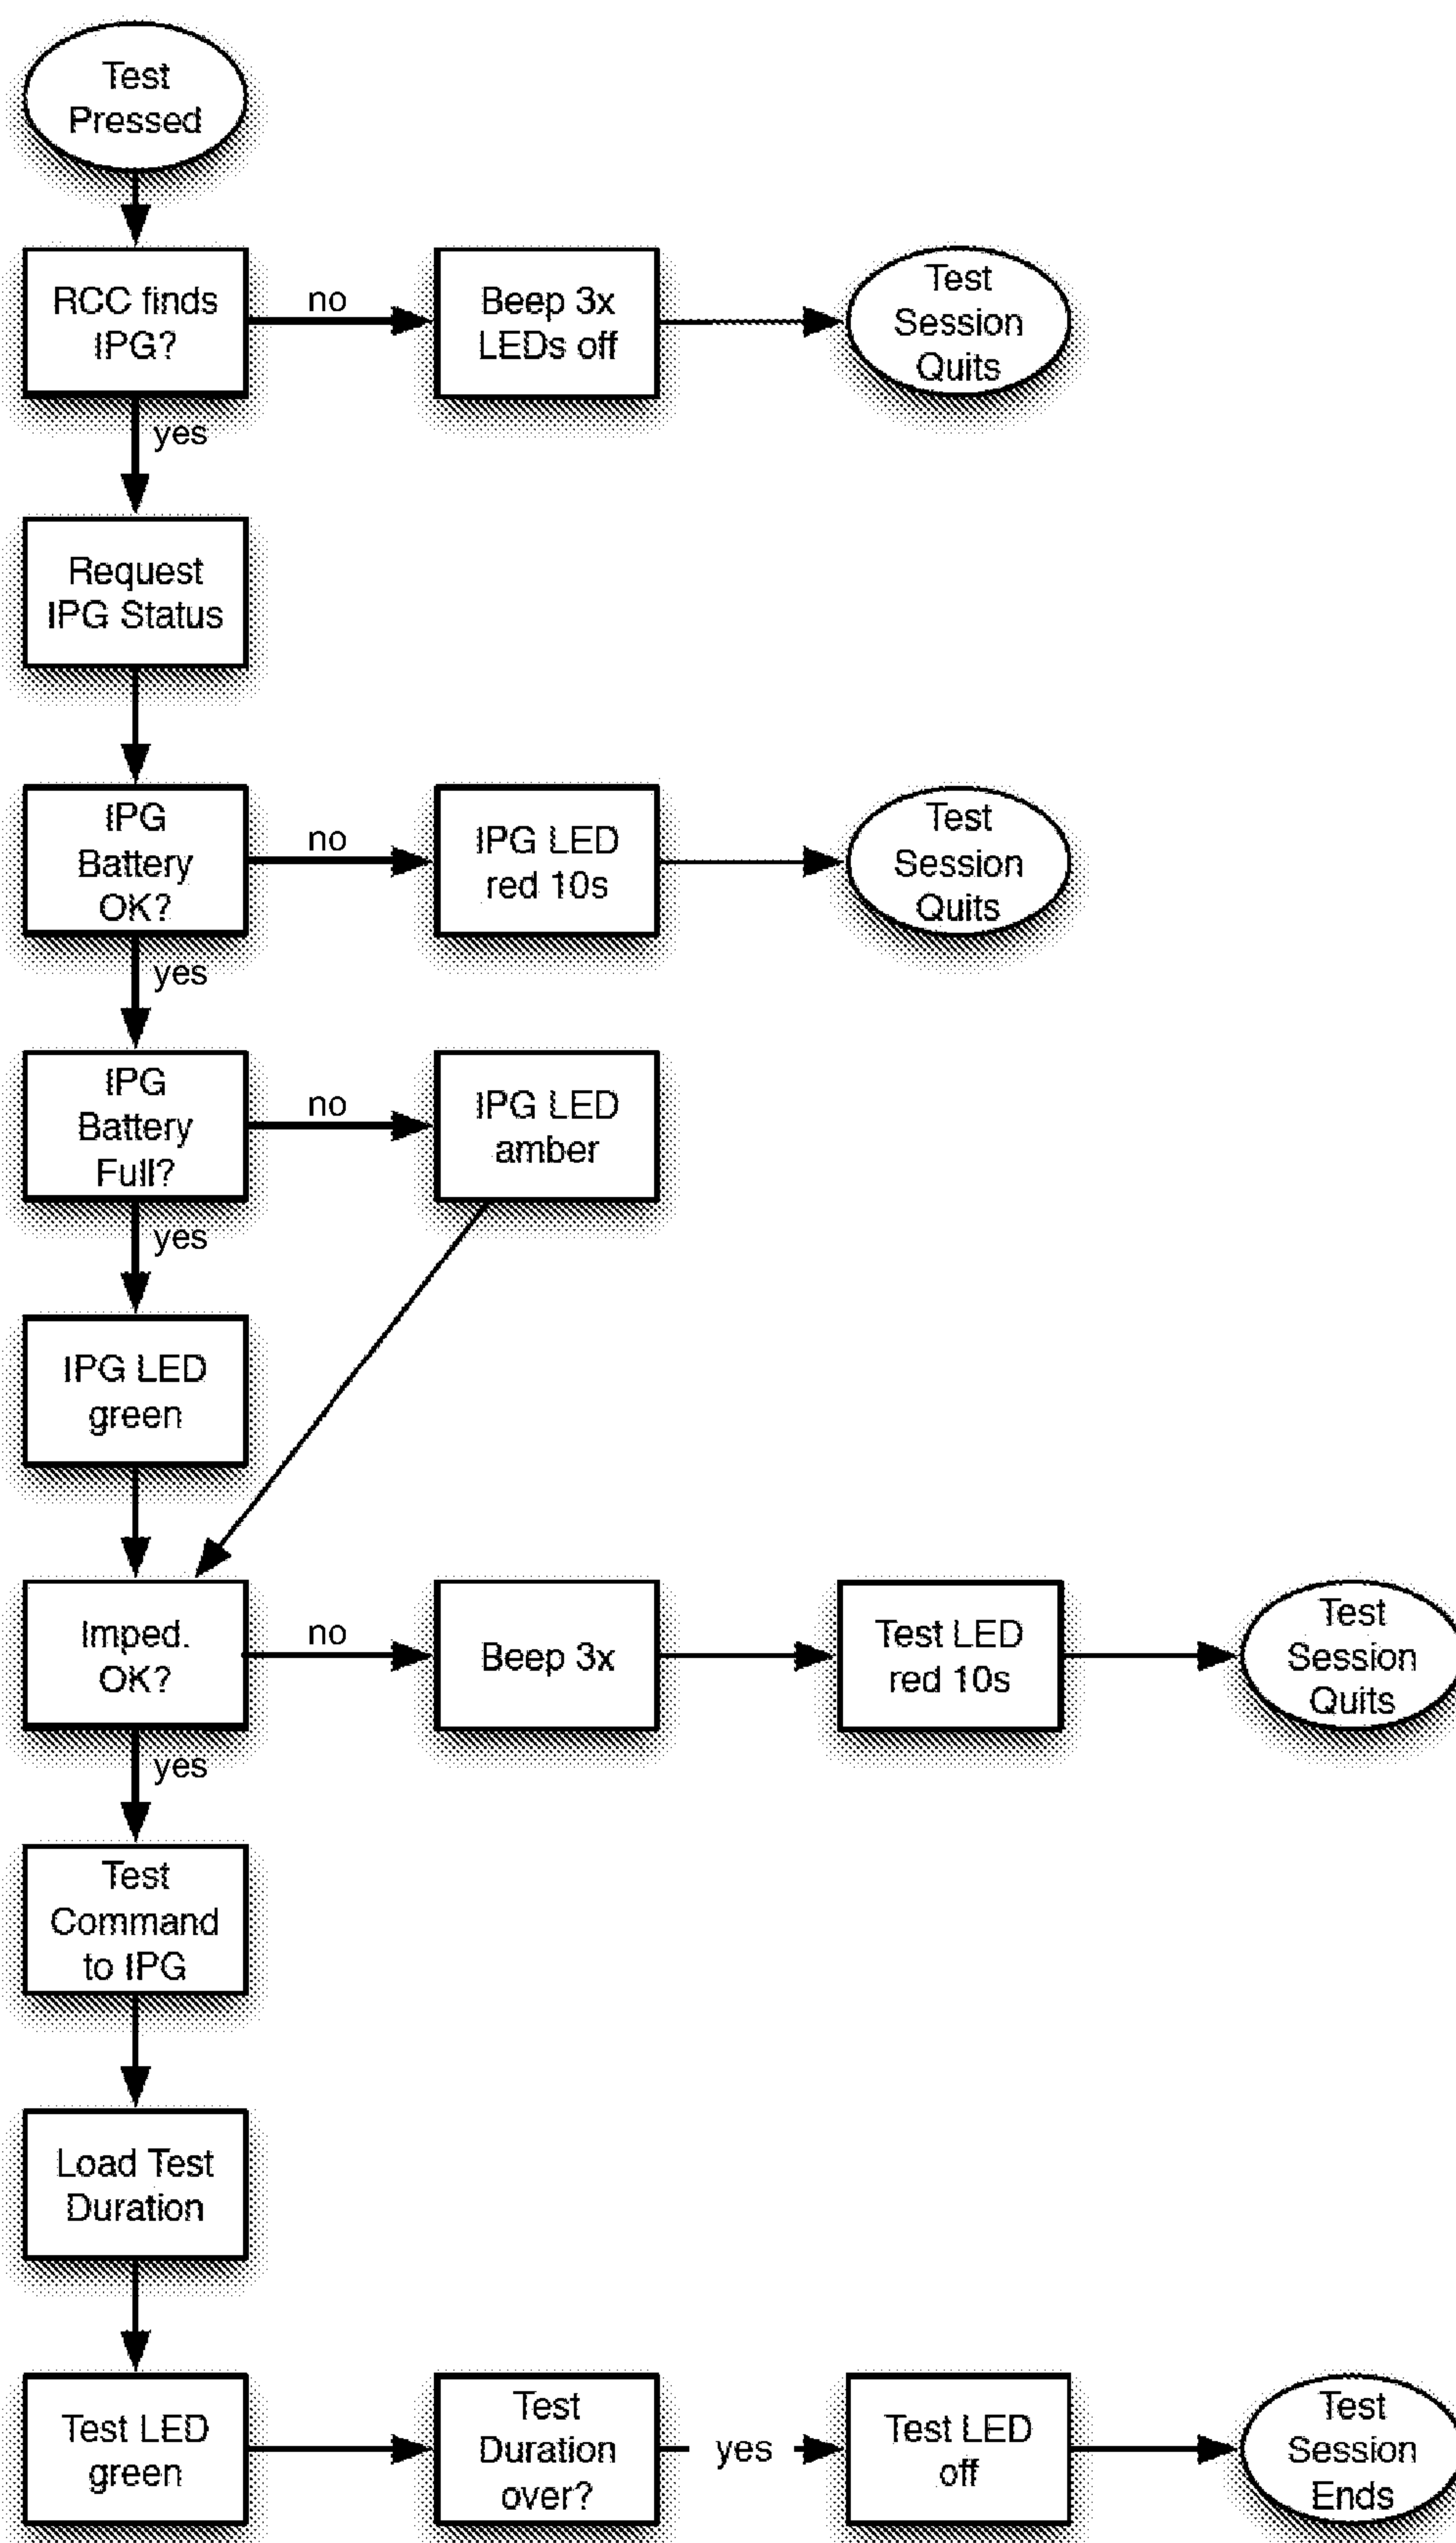 Test
Pressed
RCC finds
IPG?
no
Beep 3x
LEDs off
Test
Session
Quits
yes
Request
IPG Status
IPG
Battery
OK?
no
IPG LED
red 10s
Test
Session
Quits
yes
IPG
Battery
Full?
no
IPG LED
amber
yes
IPG LED
green
Imped.
OK?
no
Beep 3x
Test LED
red 10s
Test
Session
Quits
yes
Test
Command
to IPG
Load Test
Duration
Test LED
green
Test
Duration
over?
yes
Test LED
off
Test
Session
Ends